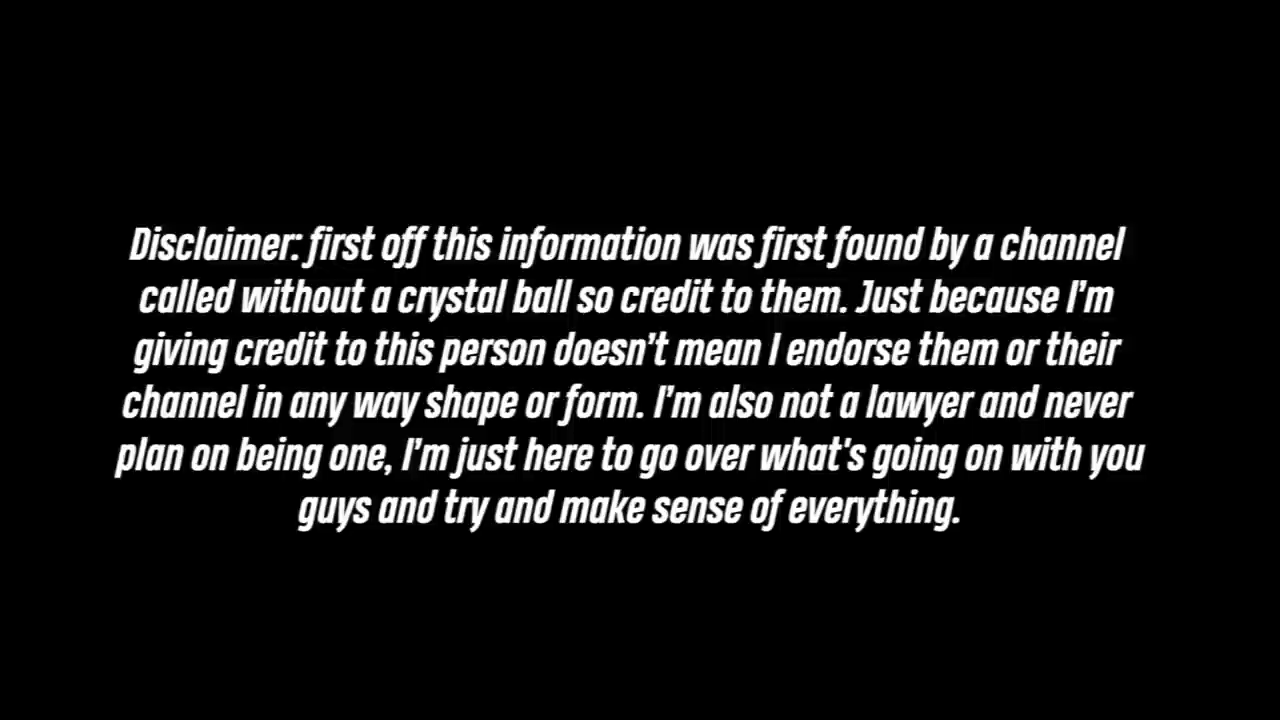 Disclaimer: first off this information was first found by a channel
called without a crystal ball so credit to them. Just because I'm
giving credit to this person doesn't mean I endorse them or their
channel in any way shape or form. I'm also not a lawyer and never
plan on being one, I'm just here to go over what's going on with you
guys and try and make sense of everything.